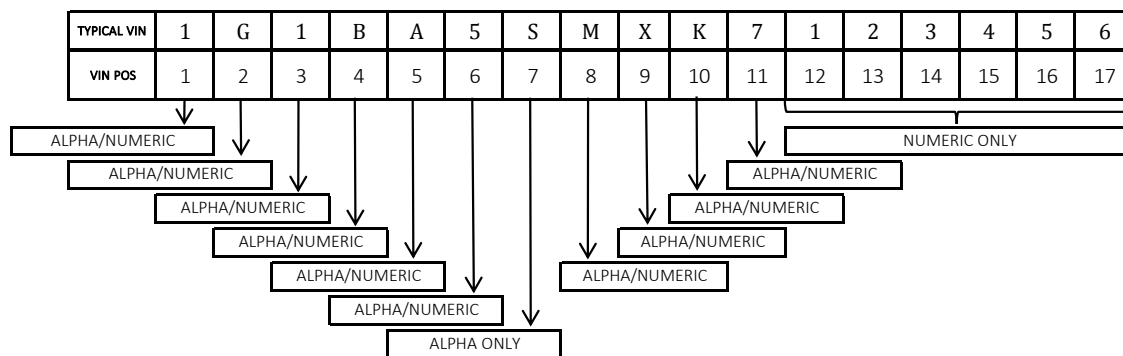 TYPICAL VIN 1 G 1 B A 5 S M X K 7 1 2 3 4 5 6
VIN POS 1 2 3 4 5 6 7 8 9 10 11 12 13 14 15 16 17
ALPHA/NUMERIC NUMERIC ONLY
ALPHA/NUMERIC ALPHA/NUMERIC
ALPHA/NUMERIC ALPHA/NUMERIC
ALPHA/NUMERIC ALPHA/NUMERIC
ALPHA/NUMERIC ALPHA/NUMERIC
ALPHA/NUMERIC
ALPHA ONLY